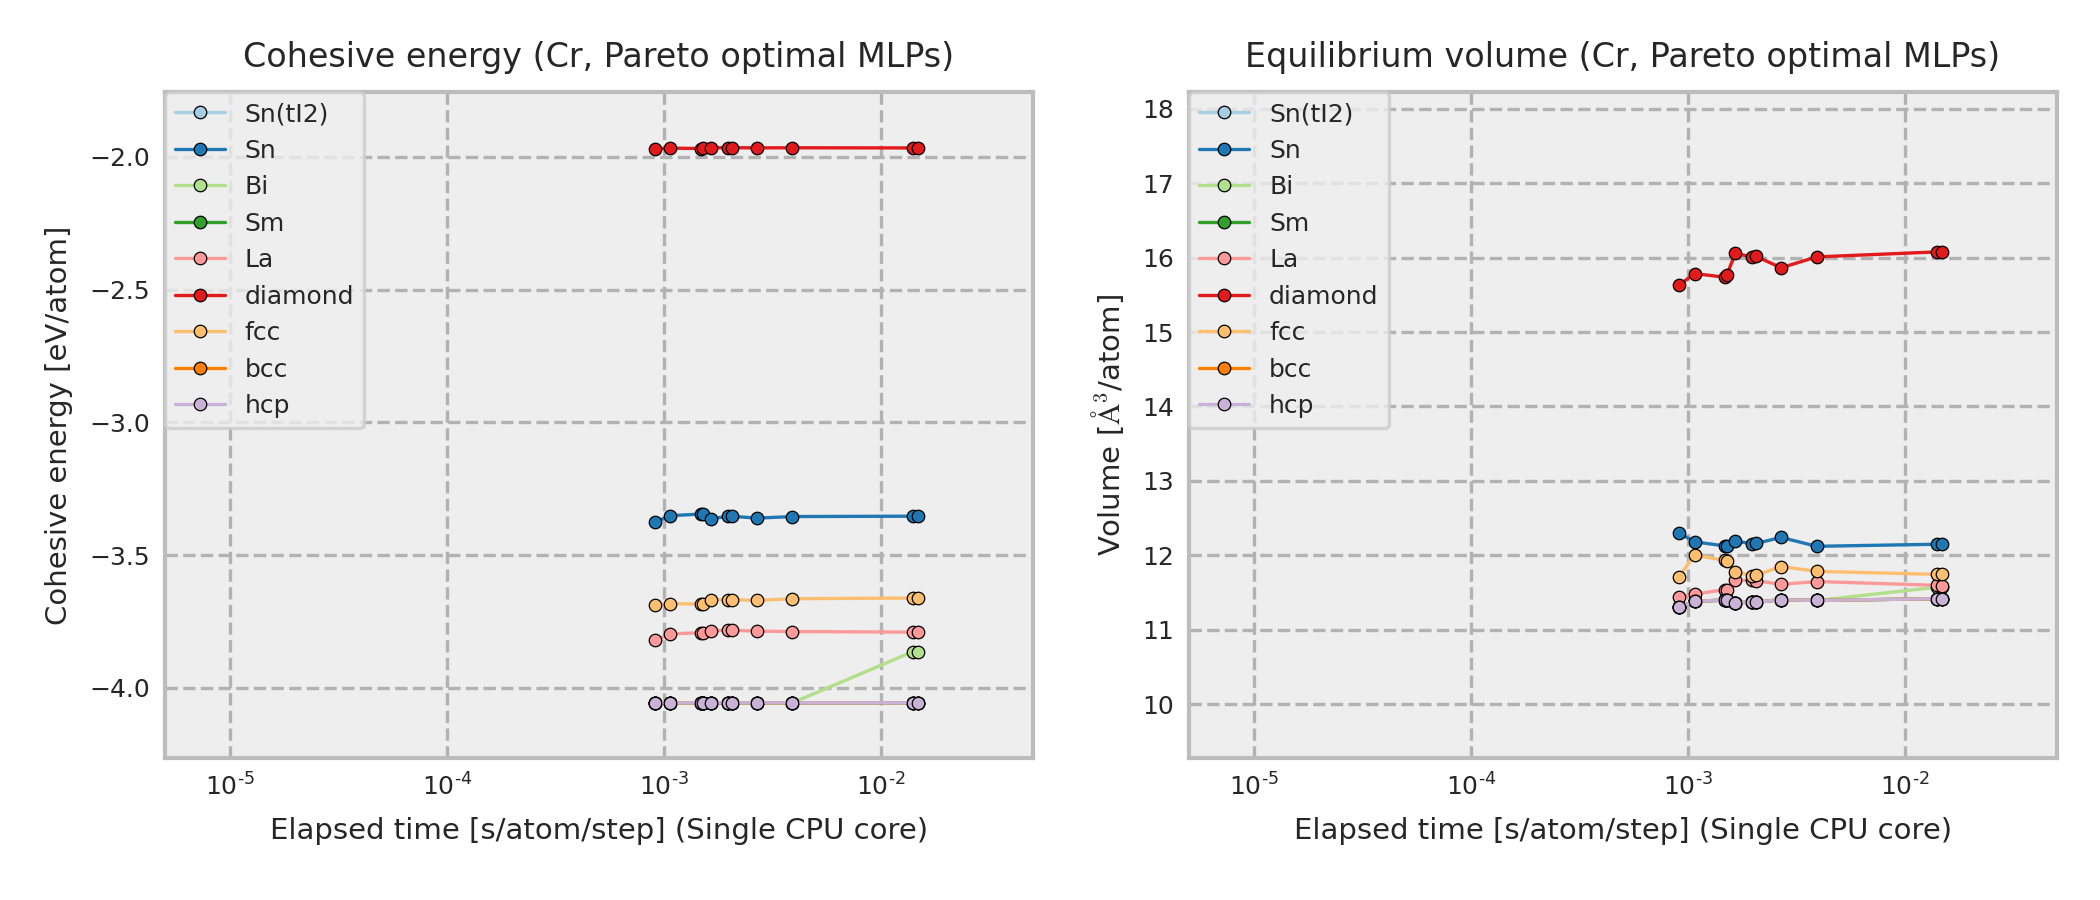 Cohesive energy (Cr, Pareto optimal MLPs)
Cohesive energy [eV/atom]
−2.0
−2.5
−3.0
−3.5
−4.0
Sn(tI2)
Sn
Bi
Sm
La
diamond
fcc
bcc
hcp
10⁻⁵
10⁻⁴
10⁻³
10⁻²
Elapsed time [s/atom/step] (Single CPU core)
Equilibrium volume (Cr, Pareto optimal MLPs)
Volume [Å³/atom]
18
17
16
15
14
13
12
11
10
Sn(tI2)
Sn
Bi
Sm
La
diamond
fcc
bcc
hcp
10⁻⁵
10⁻⁴
10⁻³
10⁻²
Elapsed time [s/atom/step] (Single CPU core)